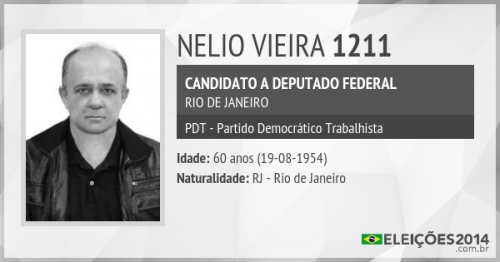 NELIO VIEIRA 1211
CANDIDATO A DEPUTADO FEDERAL
RIO DE JANEIRO
PDT - Partido Democrático Trabalhista
Idade: 60 anos (19-08-1954)
Naturalidade: RJ - Rio de Janeiro
ELEIÇÕES2014
.com.br